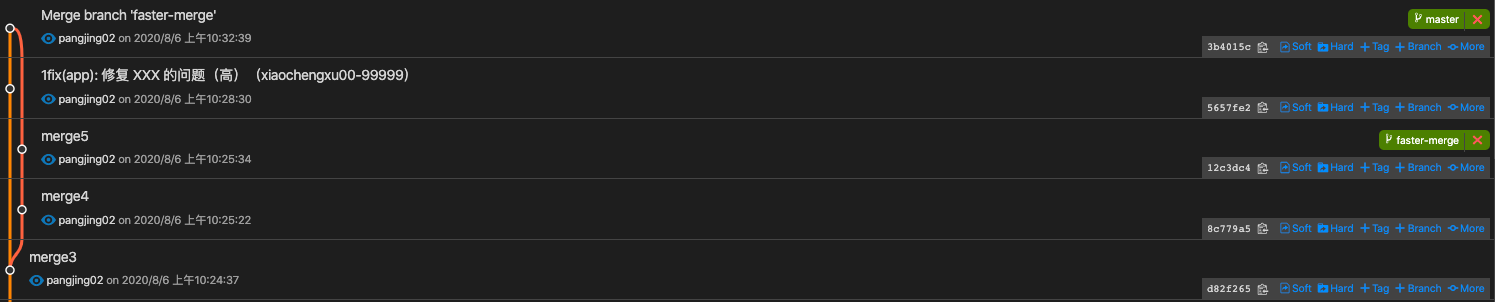 Merge branch 'faster-merge'
master
pangjing02 on 2020/8/6 上午10:32:39
3b4015c Soft Hard Tag Branch More
1fix(app): 修复 XXX 的问题（高）（xiaochengxu00-99999）
pangjing02 on 2020/8/6 上午10:28:30
5657fe2 Soft Hard Tag Branch More
merge5
faster-merge
pangjing02 on 2020/8/6 上午10:25:34
12c3dc4 Soft Hard Tag Branch More
merge4
pangjing02 on 2020/8/6 上午10:25:22
8c779a5 Soft Hard Tag Branch More
merge3
pangjing02 on 2020/8/6 上午10:24:37
d82f265 Soft Hard Tag Branch More